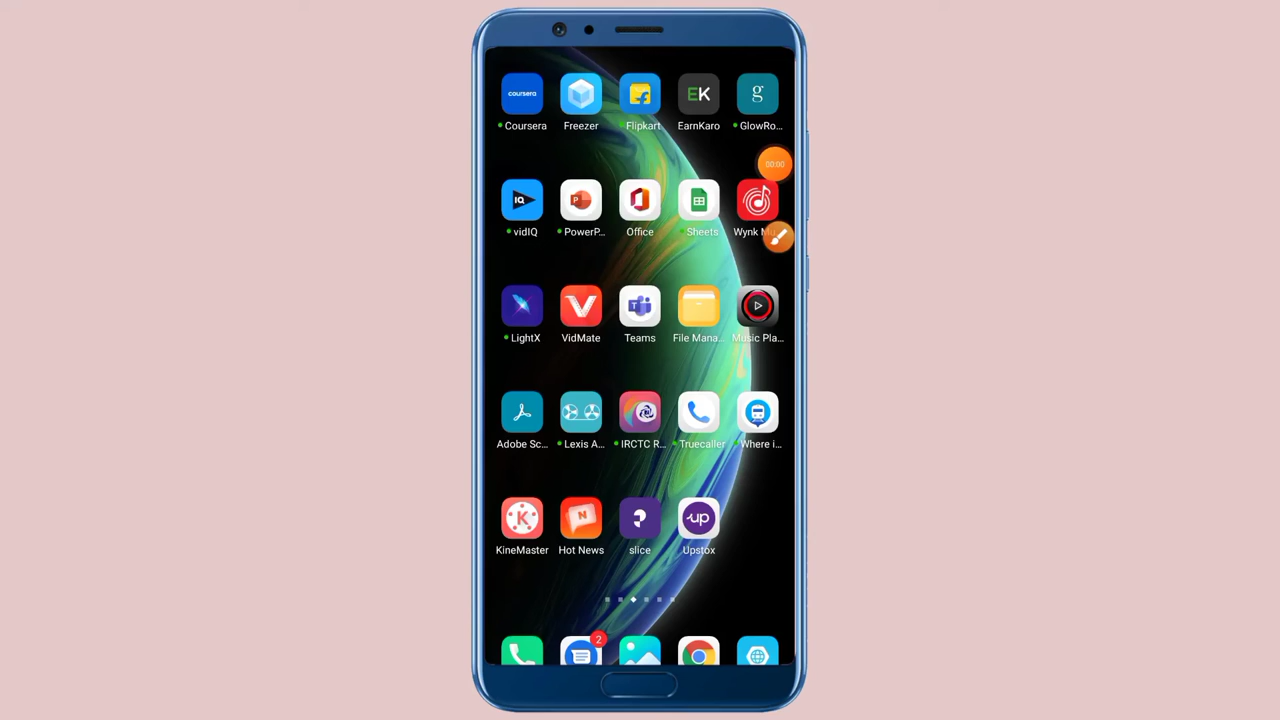 coursera
EK
g
Coursera
Freezer
Flipkart
EarnKaro
GlowRo...
00:00
IQ
P
vidIQ
PowerP...
Office
Sheets
Wynk
LightX
VidMate
Teams
File Mana...
Music Pla...
Adobe Sc...
Lexis A...
IRCTC R...
Truecaller
Where i...
K
N
up
KineMaster
Hot News
slice
Upstox
2